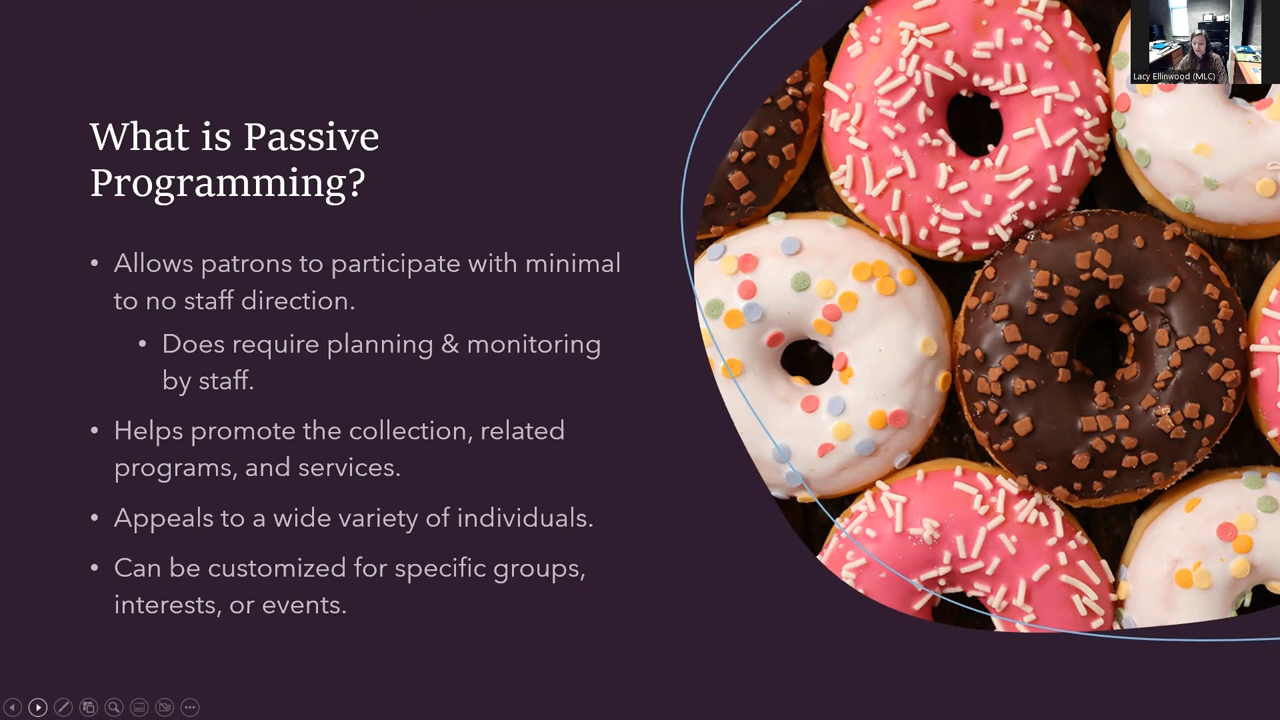 Lacy Ellinwood (MLC)
What is Passive
Programming?
• Allows patrons to participate with minimal
to no staff direction.
• Does require planning & monitoring
by staff.
• Helps promote the collection, related
programs, and services.
• Appeals to a wide variety of individuals.
• Can be customized for specific groups,
interests, or events.